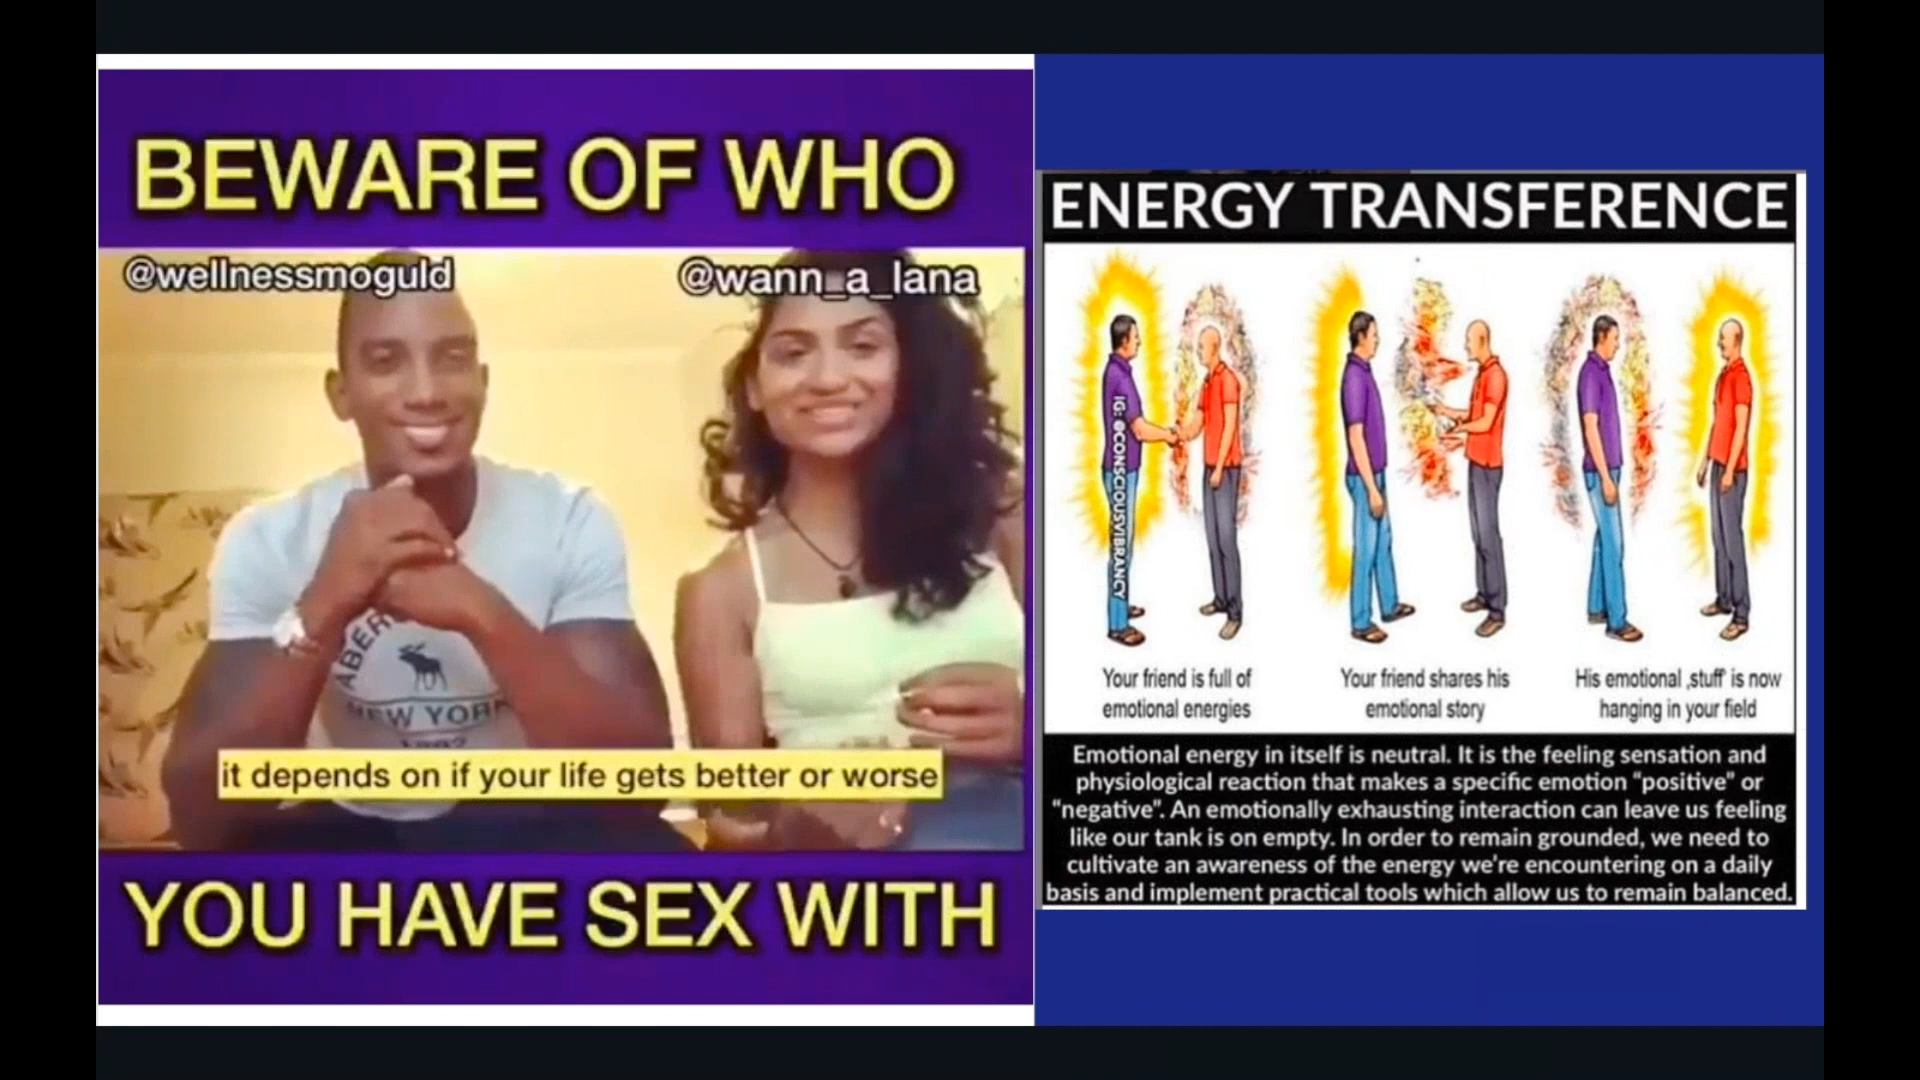 BEWARE OF WHO
@wellnessmoguld
@wann_a_lana
NEW YORK
it depends on if your life gets better or worse
YOU HAVE SEX WITH
ENERGY TRANSFERENCE
IG: @CONSCIOUSVIBRANCY
Your friend is full of
emotional energies
Your friend shares his
emotional story
His emotional ‚stuff' is now
hanging in your field
Emotional energy in itself is neutral. It is the feeling sensation and
physiological reaction that makes a specific emotion “positive” or
“negative”. An emotionally exhausting interaction can leave us feeling
like our tank is on empty. In order to remain grounded, we need to
cultivate an awareness of the energy we're encountering on a daily
basis and implement practical tools which allow us to remain balanced.